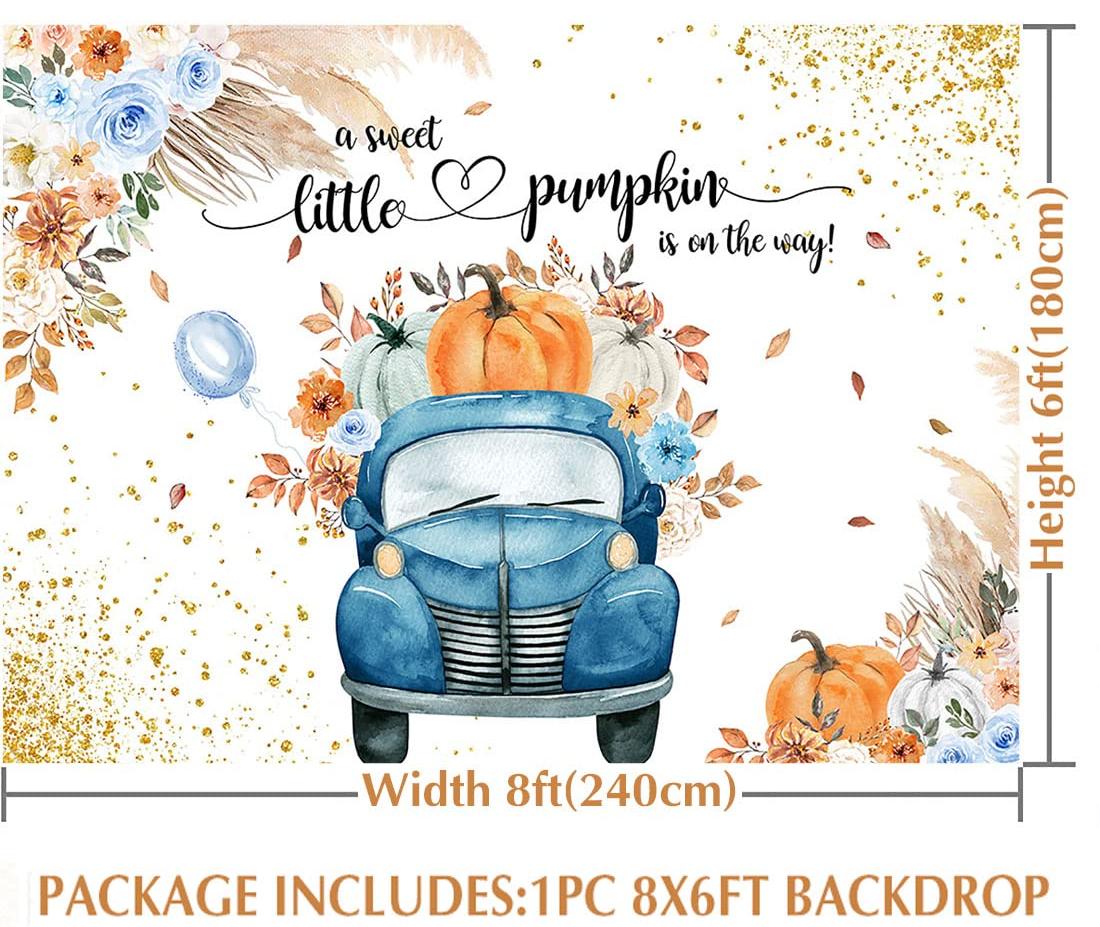 a sweet
little pumpkin
is on the way!
Height 6ft(180cm)
Width 8ft(240cm)
PACKAGE INCLUDES:1PC 8X6FT BACKDROP